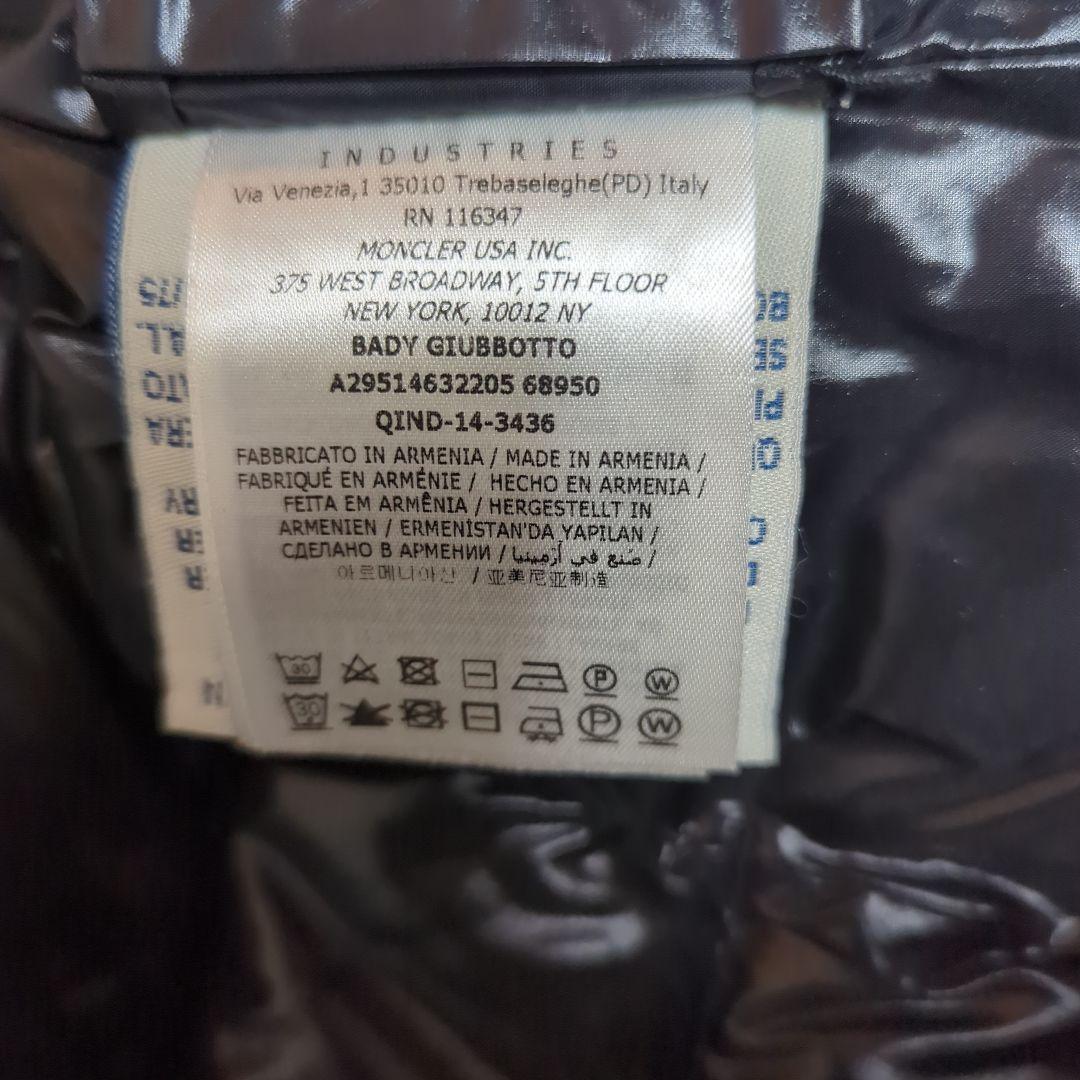 INDUSTRIES
Via Venezia,1 35010 Trebaseleghe(PD) Italy
RN 116347
MONCLER USA INC.
375 WEST BROADWAY, 5TH FLOOR
NEW YORK, 10012 NY
BADY GIUBBOTTO
A29514632205 68950
QIND-14-3436
FABBRICATO IN ARMENIA / MADE IN ARMENIA /
FABRIQUÉ EN ARMÉNIE / HECHO EN ARMENIA /
FEITA EM ARMÊNIA / HERGESTELLT IN
ARMENIEN / ERMENİSTAN'DA YAPILAN /
СДЕЛАНО В АРМЕНИИ / صنع في أرمينيا /
아르메니아산 / 亚美尼亚制造
30 P W
30 P W